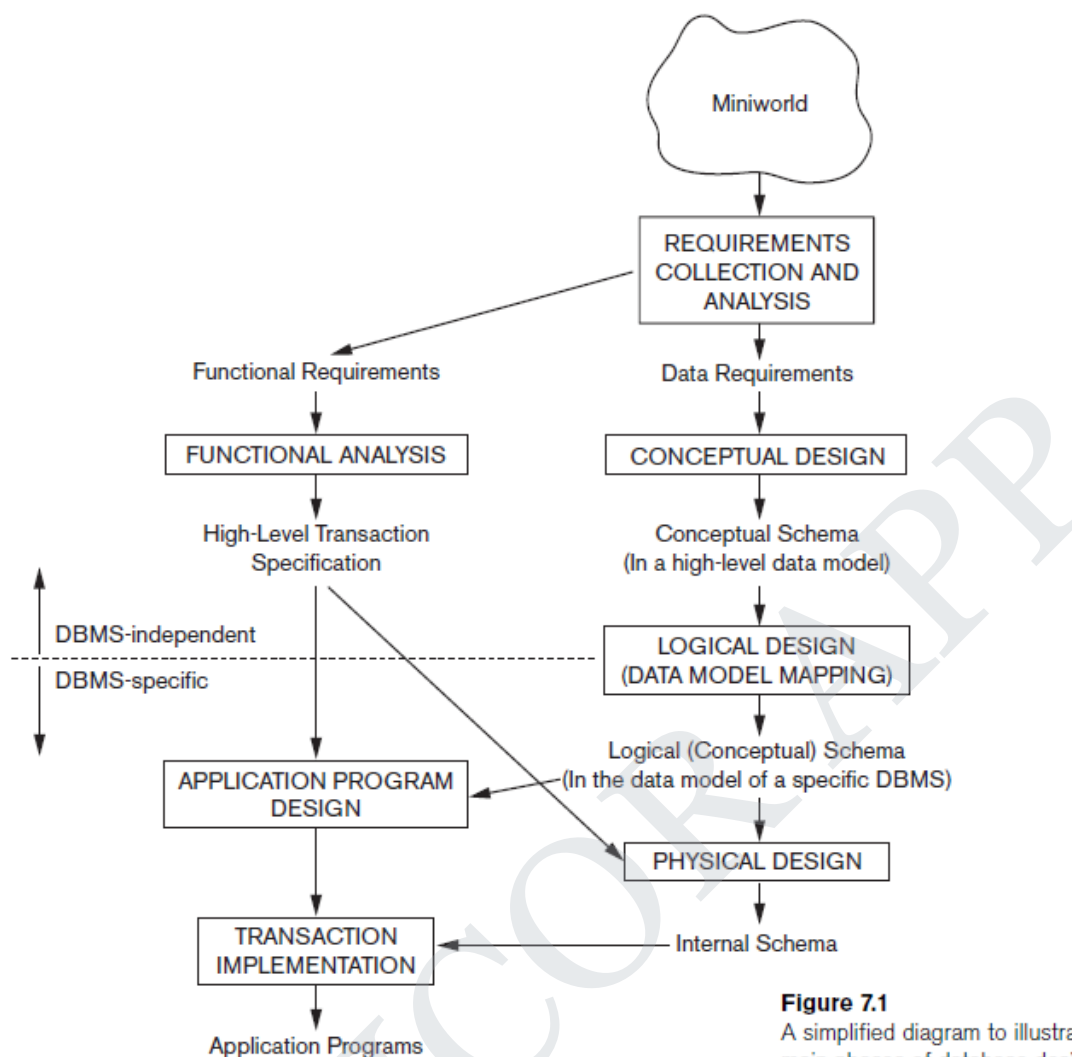 Miniworld
REQUIREMENTS
COLLECTION AND
ANALYSIS
Functional Requirements
Data Requirements
FUNCTIONAL ANALYSIS
CONCEPTUAL DESIGN
High-Level Transaction
Specification
Conceptual Schema
(In a high-level data model)
DBMS-independent
DBMS-specific
LOGICAL DESIGN
(DATA MODEL MAPPING)
Logical (Conceptual) Schema
(In the data model of a specific DBMS)
APPLICATION PROGRAM
DESIGN
PHYSICAL DESIGN
TRANSACTION
IMPLEMENTATION
Internal Schema
Application Programs
Figure 7.1
A simplified diagram to illustra
APP